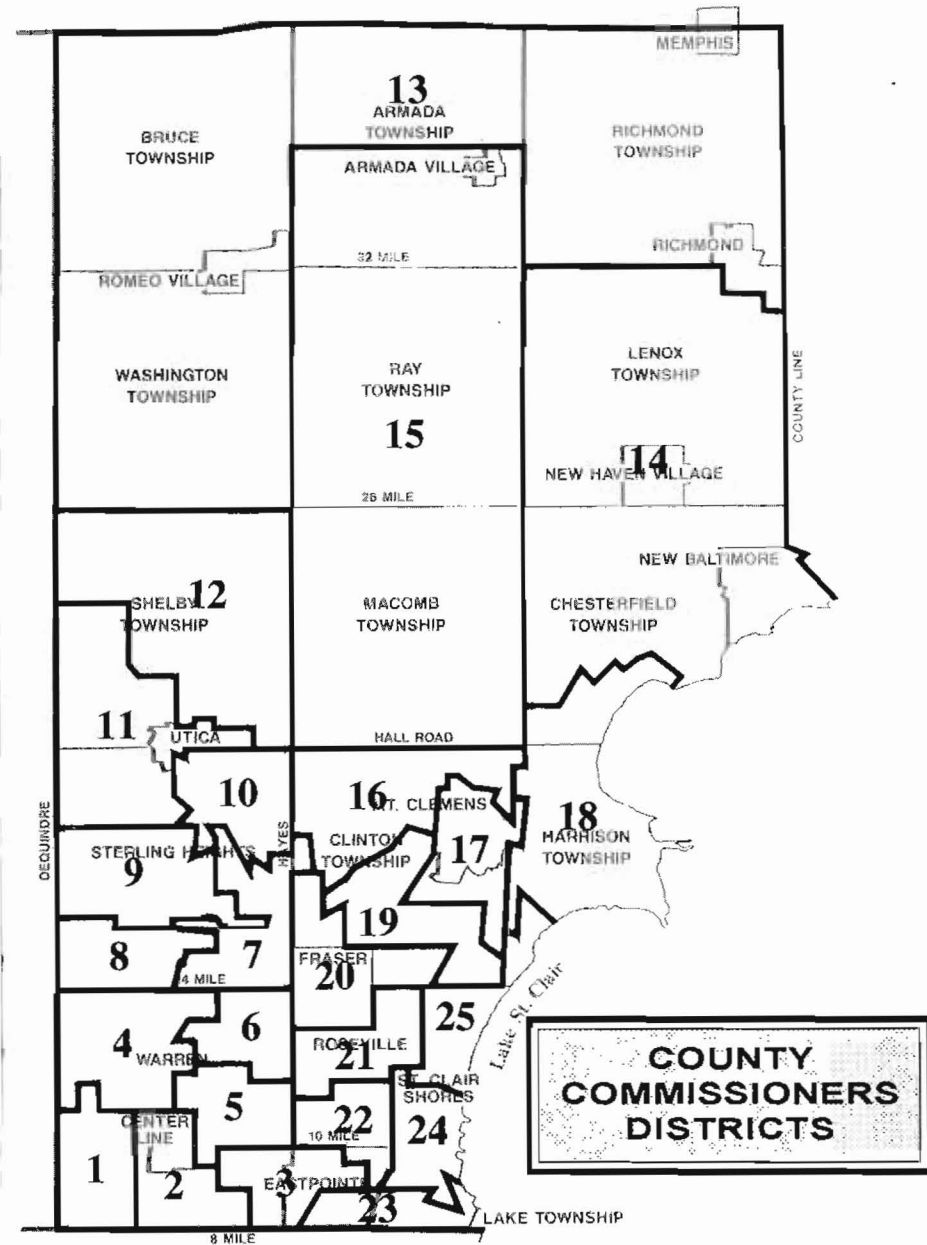 MEMPHIS
13
ARMADA
TOWNSHIP
BRUCE
TOWNSHIP
RICHMOND
TOWNSHIP
ARMADA VILLAGE
RICHMOND
32 MILE
ROMEO VILLAGE
LENOX
TOWNSHIP
RAY
TOWNSHIP
WASHINGTON
TOWNSHIP
COUNTY LINE
15
14
NEW HAVEN VILLAGE
26 MILE
NEW BALTIMORE
12
SHELBY
TOWNSHIP
MACOMB
TOWNSHIP
CHESTERFIELD
TOWNSHIP
11
UTICA
HALL ROAD
10
16
MT. CLEMENS
18
HARRISON
TOWNSHIP
DEQUINDRE
STERLING HEIGHTS
HAYES
CLINTON
TOWNSHIP
17
9
19
8
7
FRASER
20
4 MILE
Lake St. Clair
25
6
4
WARREN
ROSEVILLE
21
COUNTY
COMMISSIONERS
DISTRICTS
ST. CLAIR
SHORES
5
CENTER
LINE
22
24
10 MILE
1
2
3
EASTPOINTE
23
LAKE TOWNSHIP
8 MILE